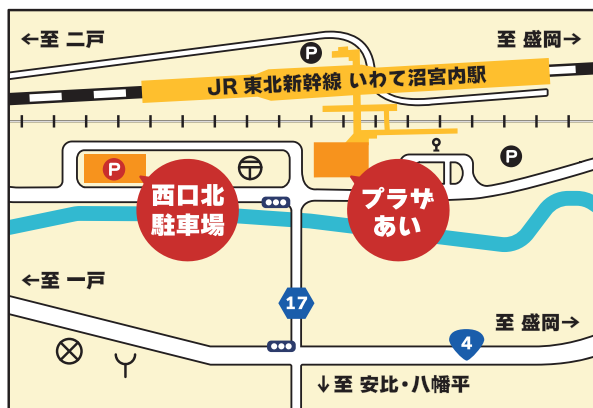 ←至 二戸
P
至 盛岡→
JR 東北新幹線 いわて沼宮内駅
P
P
西口北
駐車場
プラザ
あい
←至 一戸
17
至 盛岡→
4
↓至 安比・八幡平